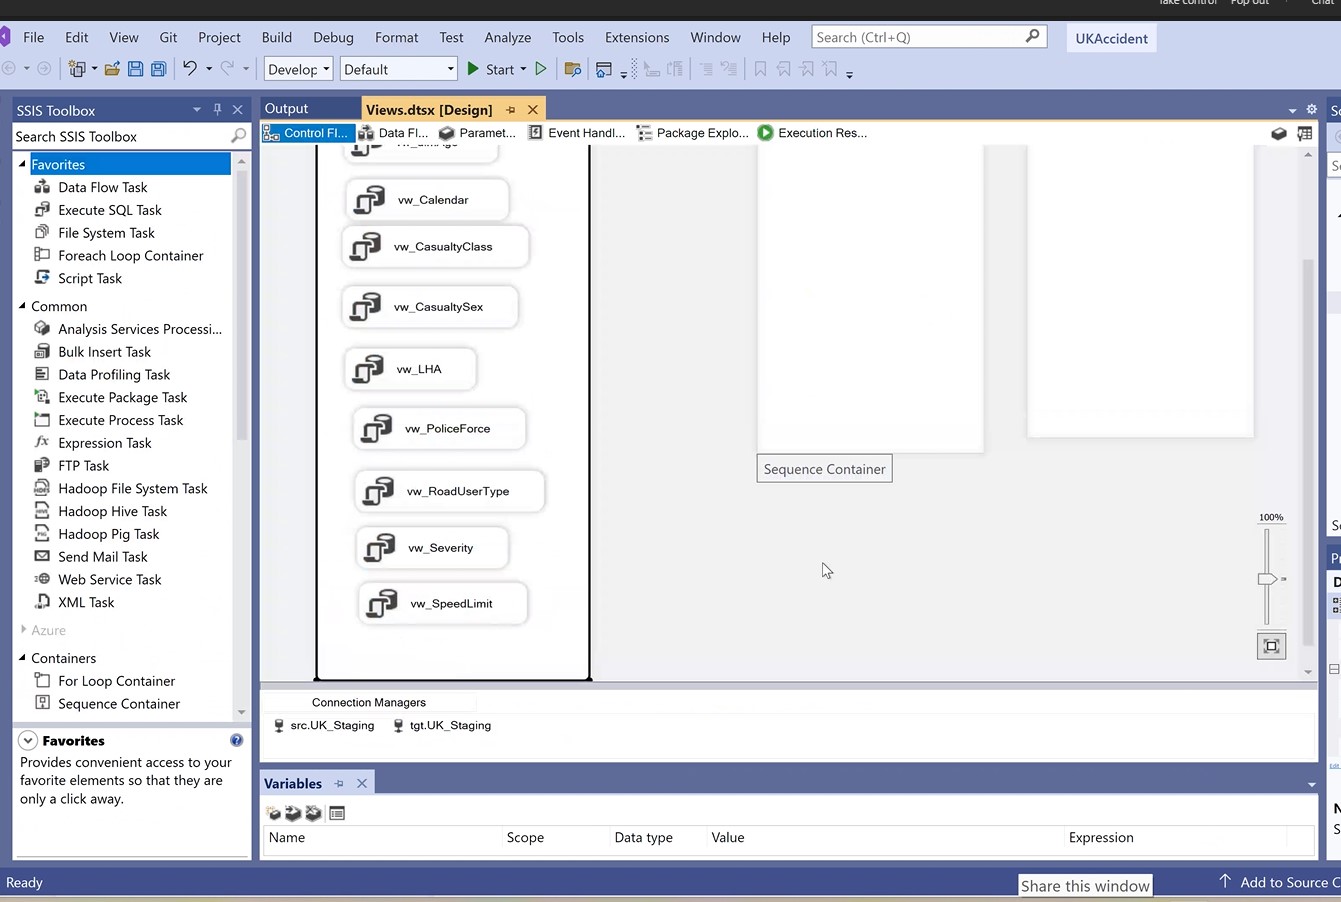 Take control Pop out Chat
File Edit View Git Project Build Debug Format Test Analyze Tools Extensions Window Help Search (Ctrl+Q) UKAccident
Develop Default Start
SSIS Toolbox
Search SSIS Toolbox
Favorites
Data Flow Task
Execute SQL Task
File System Task
Foreach Loop Container
Script Task
Common
Analysis Services Processi...
Bulk Insert Task
Data Profiling Task
Execute Package Task
Execute Process Task
Expression Task
FTP Task
Hadoop File System Task
Hadoop Hive Task
Hadoop Pig Task
Send Mail Task
Web Service Task
XML Task
Azure
Containers
For Loop Container
Sequence Container
Favorites
Provides convenient access to your
favorite elements so that they are
only a click away.
Output Views.dtsx [Design]
Control Fl... Data Fl... Paramet... Event Handl... Package Explo... Execution Res...
vw_Calendar
vw_CasualtyClass
vw_CasualtySex
vw_LHA
vw_PoliceForce
vw_RoadUserType
vw_Severity
vw_SpeedLimit
Sequence Container
100%
Connection Managers
src.UK_Staging tgt.UK_Staging
Variables
Name Scope Data type Value Expression
Ready Share this window Add to Source C